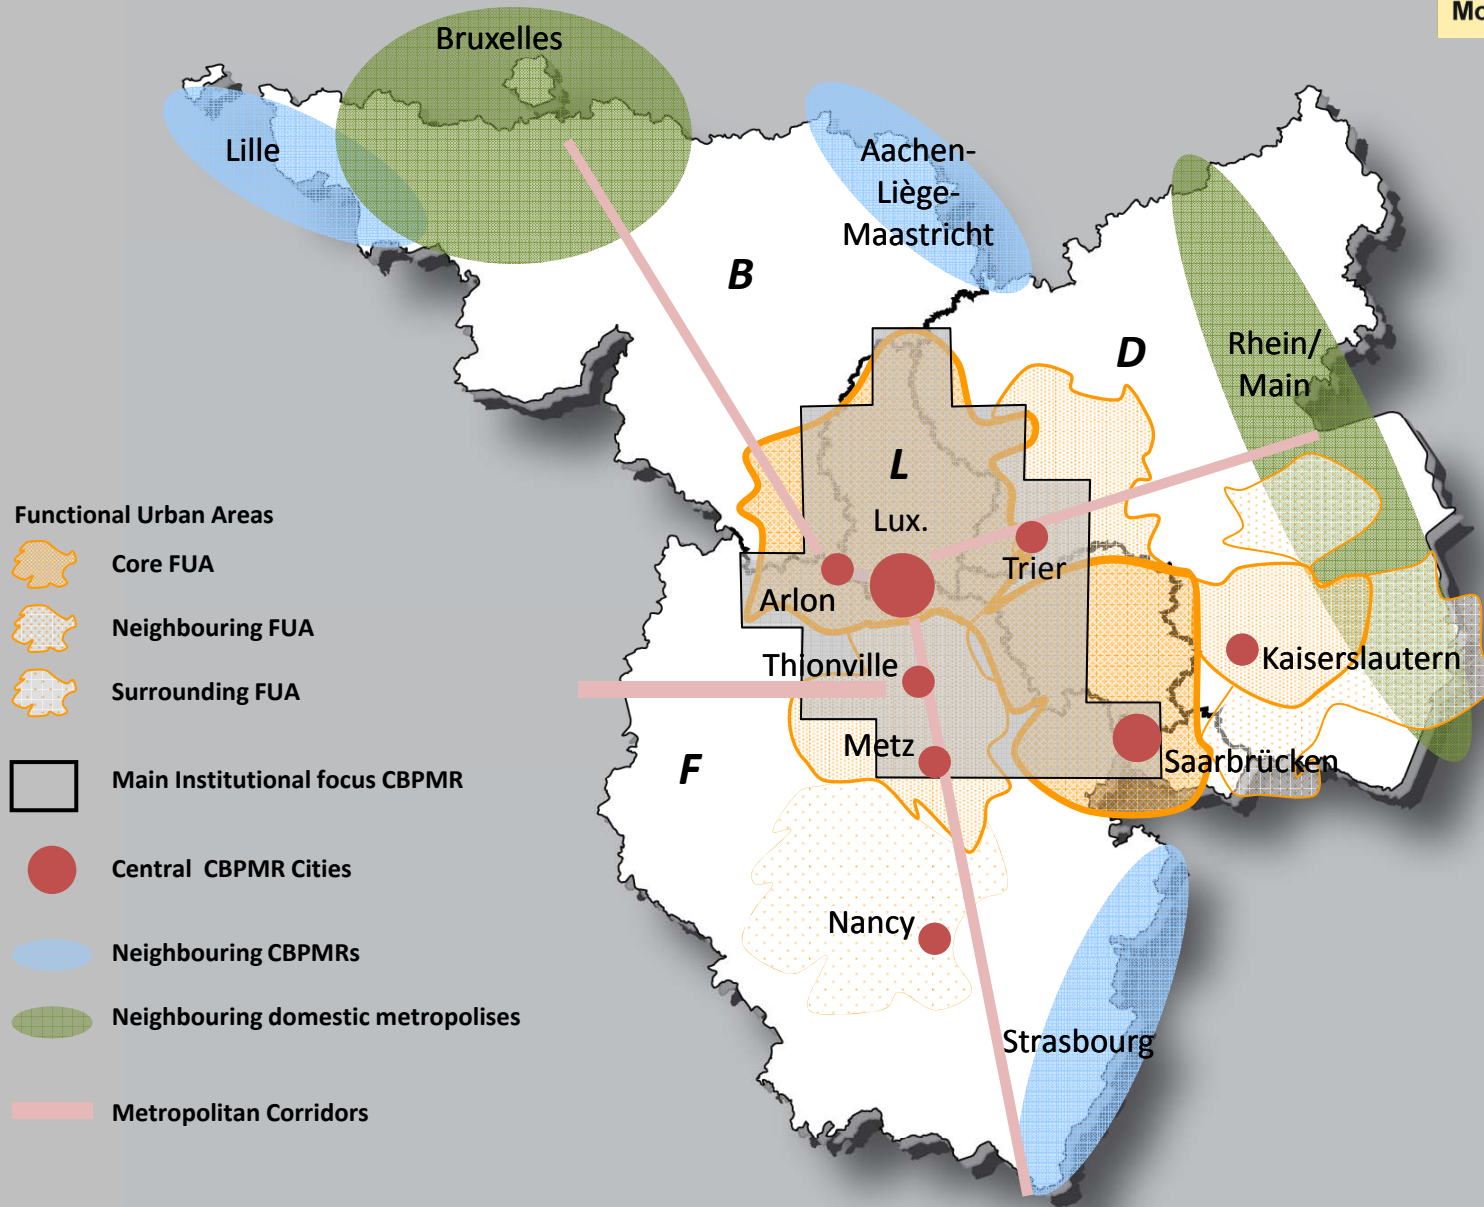 Mo
Bruxelles
Lille
Aachen-
Liège-
Maastricht
B
D
Rhein/
Main
L
Lux.
Trier
Arlon
Thionville
Kaiserslautern
Metz
Saarbrücken
F
Nancy
Strasbourg
Functional Urban Areas
Core FUA
Neighbouring FUA
Surrounding FUA
Main Institutional focus CBPMR
Central CBPMR Cities
Neighbouring CBPMRs
Neighbouring domestic metropolises
Metropolitan Corridors